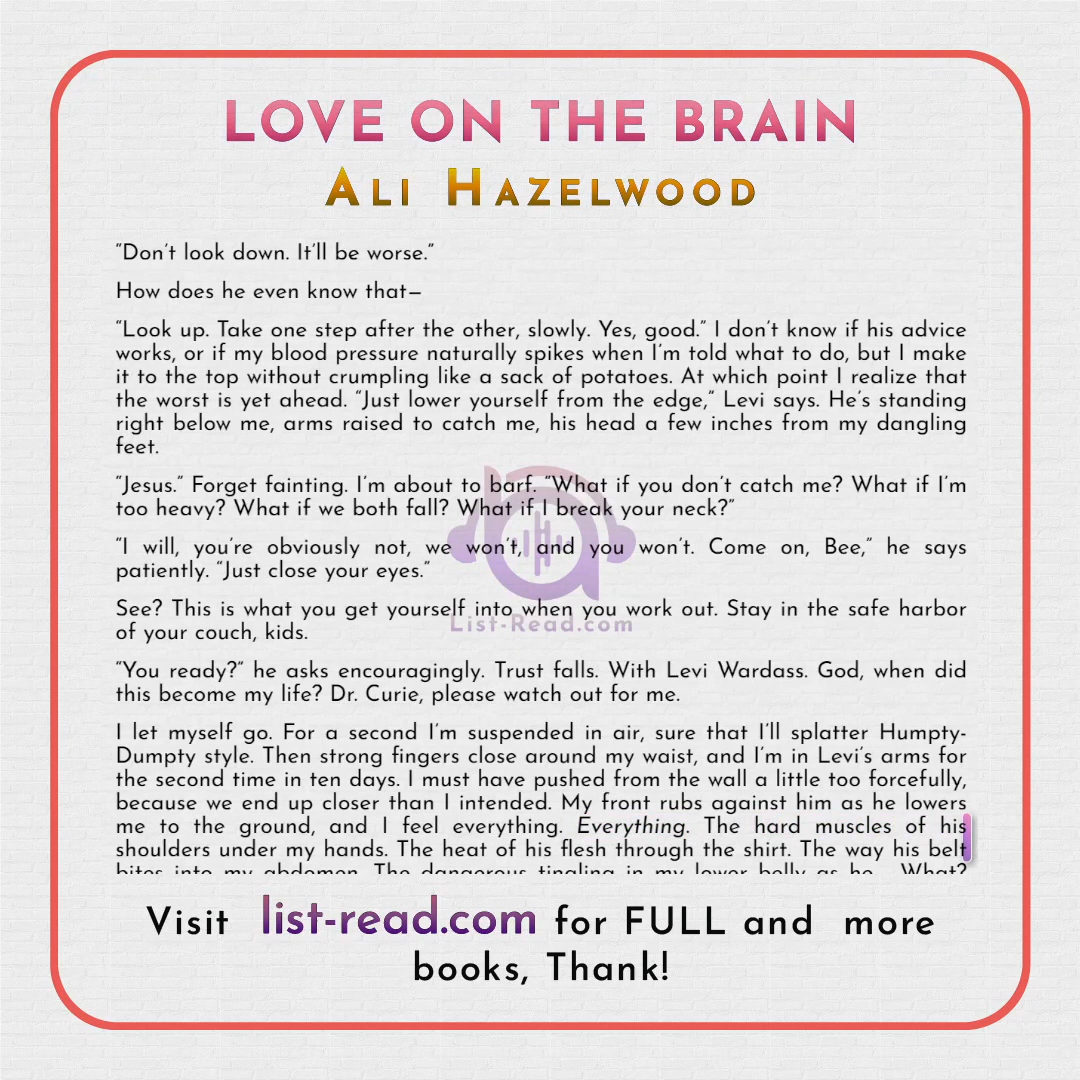 LOVE ON THE BRAIN
ALI HAZELWOOD
“Don’t look down. It’ll be worse.”
How does he even know that—
“Look up. Take one step after the other, slowly. Yes, good.” I don’t know if his advice
works, or if my blood pressure naturally spikes when I’m told what to do, but I make
it to the top without crumpling like a sack of potatoes. At which point I realize that
the worst is yet ahead. “Just lower yourself from the edge,” Levi says. He’s standing
right below me, arms raised to catch me, his head a few inches from my dangling
feet.
“Jesus.” Forget fainting. I’m about to barf. “What if you don’t catch me? What if I’m
too heavy? What if we both fall? What if I break your neck?”
“I will, you’re obviously not, we won’t, and you won’t. Come on, Bee,” he says
patiently. “Just close your eyes.”
See? This is what you get yourself into when you work out. Stay in the safe harbor
of your couch, kids.
List-Read.com
“You ready?” he asks encouragingly. Trust falls. With Levi Wardass. God, when did
this become my life? Dr. Curie, please watch out for me.
I let myself go. For a second I’m suspended in air, sure that I’ll splatter Humpty-
Dumpty style. Then strong fingers close around my waist, and I’m in Levi’s arms for
the second time in ten days. I must have pushed from the wall a little too forcefully,
because we end up closer than I intended. My front rubs against him as he lowers
me to the ground, and I feel everything. Everything. The hard muscles of his
shoulders under my hands. The heat of his flesh through the shirt. The way his belt
bites into my abdomen. The dangerous tingling in my lower belly as he… What?
Visit list-read.com for FULL and more
books, Thank!